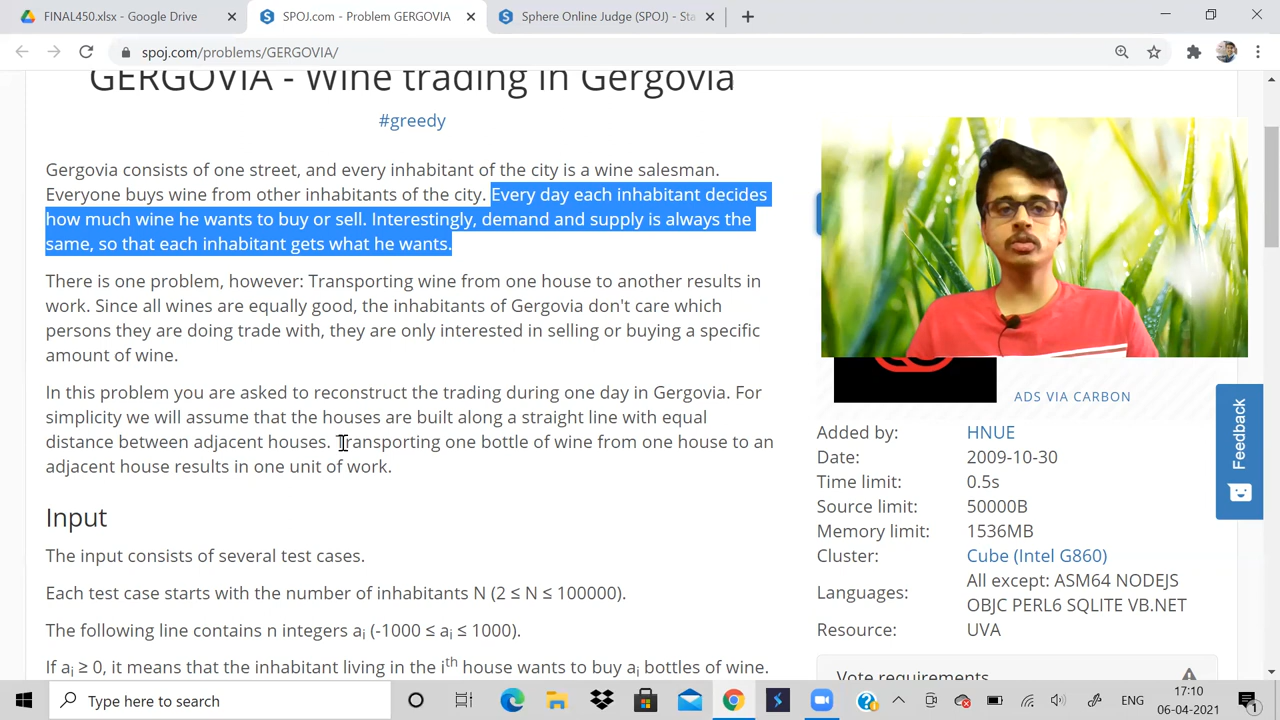 FINAL450.xlsx - Google Drive
SPOJ.com - Problem GERGOVIA
Sphere Online Judge (SPOJ) - Sta
spoj.com/problems/GERGOVIA/
GERGOVIA - Wine trading in Gergovia
#greedy
Gergovia consists of one street, and every inhabitant of the city is a wine salesman.
Everyone buys wine from other inhabitants of the city. Every day each inhabitant decides
how much wine he wants to buy or sell. Interestingly, demand and supply is always the
same, so that each inhabitant gets what he wants.
There is one problem, however: Transporting wine from one house to another results in
work. Since all wines are equally good, the inhabitants of Gergovia don't care which
persons they are doing trade with, they are only interested in selling or buying a specific
amount of wine.
In this problem you are asked to reconstruct the trading during one day in Gergovia. For
simplicity we will assume that the houses are built along a straight line with equal
distance between adjacent houses. Transporting one bottle of wine from one house to an
adjacent house results in one unit of work.
Input
The input consists of several test cases.
Each test case starts with the number of inhabitants N (2 ≤ N ≤ 100000).
The following line contains n integers ai (-1000 ≤ ai ≤ 1000).
If ai ≥ 0, it means that the inhabitant living in the ith house wants to buy ai bottles of wine.
ADS VIA CARBON
Added by: HNUE
Date: 2009-10-30
Time limit: 0.5s
Source limit: 50000B
Memory limit: 1536MB
Cluster: Cube (Intel G860)
Languages: All except: ASM64 NODEJS
OBJC PERL6 SQLITE VB.NET
Resource: UVA
Vote requirements
Feedback
Type here to search
ENG
17:10
06-04-2021